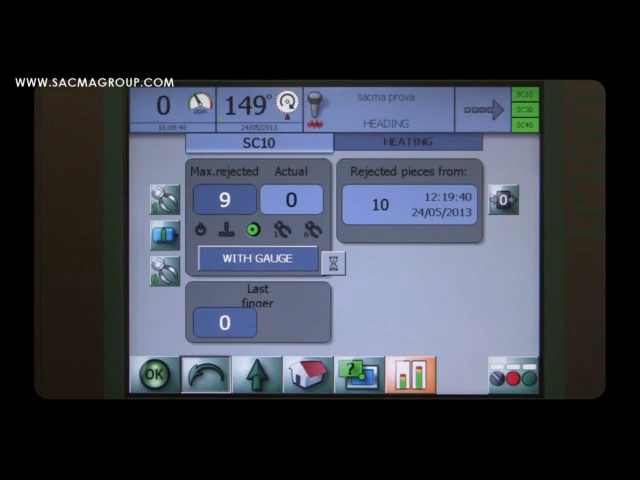 WWW.SACMAGROUP.COM
0 ppm 149° sacma prova SC10
SC30
16:09:48 24/05/2013 HEADING SC40
SC10 HEATING
Max.rejected Actual Rejected pieces from:
9 0 10 12:19:40
24/05/2013
0
WITH GAUGE
Last
finger
0
OK
?